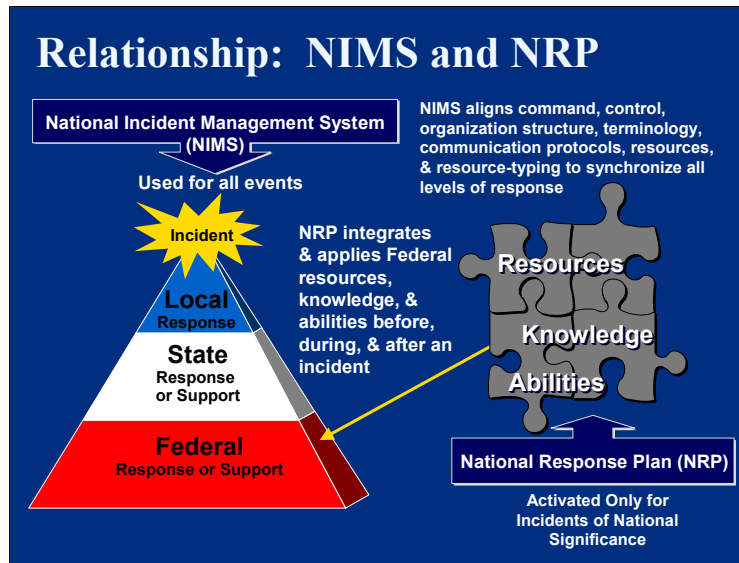 Relationship: NIMS and NRP
National Incident Management System
(NIMS)
Used for all events
NIMS aligns command, control,
organization structure, terminology,
communication protocols, resources,
& resource-typing to synchronize all
levels of response
Incident
Local
Response
State
Response
or Support
Federal
Response or Support
NRP integrates
& applies Federal
resources,
knowledge, &
abilities before,
during, & after an
incident
Resources
Knowledge
Abilities
National Response Plan (NRP)
Activated Only for
Incidents of National
Significance